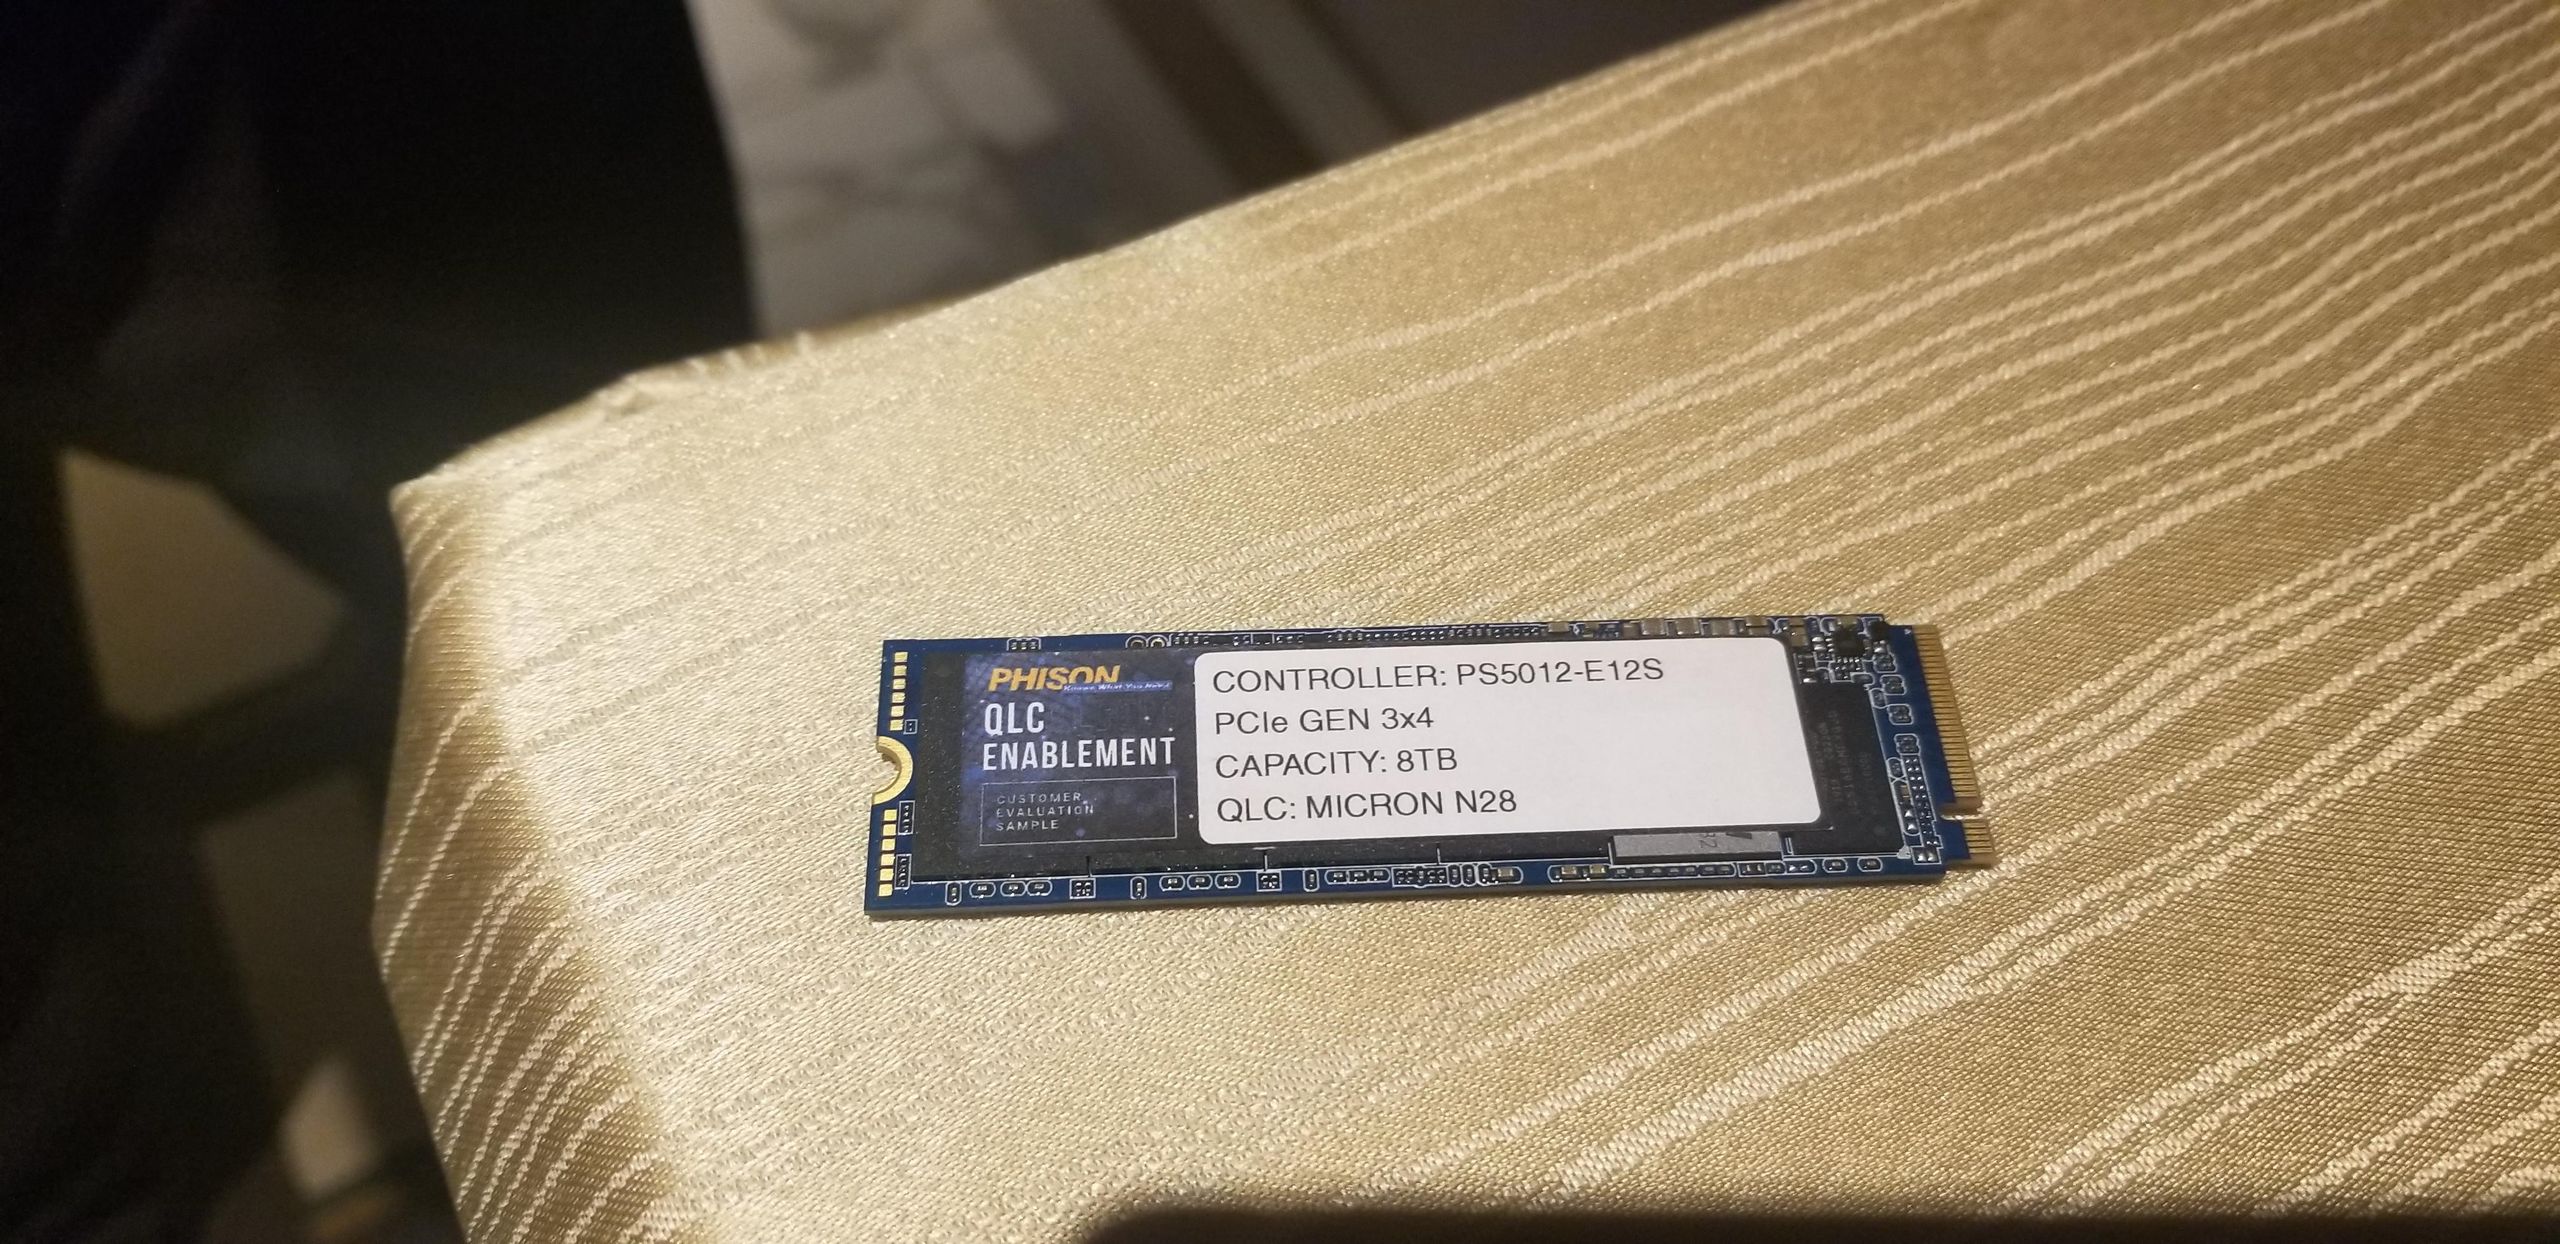 PHISON
QLC
ENABLEMENT
CUSTOMER
EVALUATION
SAMPLE
CONTROLLER: PS5012-E12S
PCIe GEN 3x4
CAPACITY: 8TB
QLC: MICRON N28